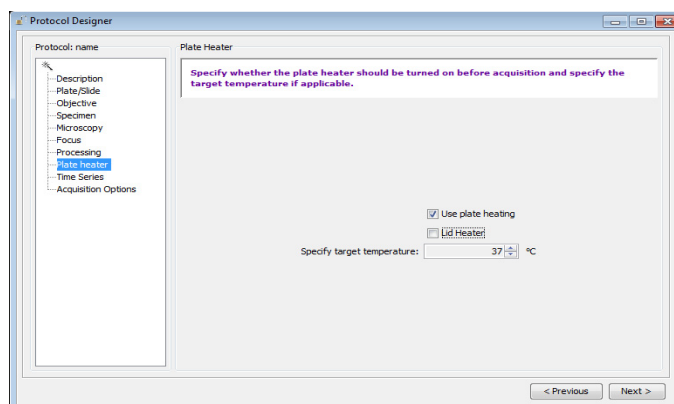 Protocol Designer
Protocol: name
Description
Plate/Slide
Objective
Specimen
Microscopy
Focus
Processing
Plate heater
Time Series
Acquisition Options
Plate Heater
Specify whether the plate heater should be turned on before acquisition and specify the
target temperature if applicable.
Use plate heating
Lid Heater
Specify target temperature: 37 ºC
< Previous Next >